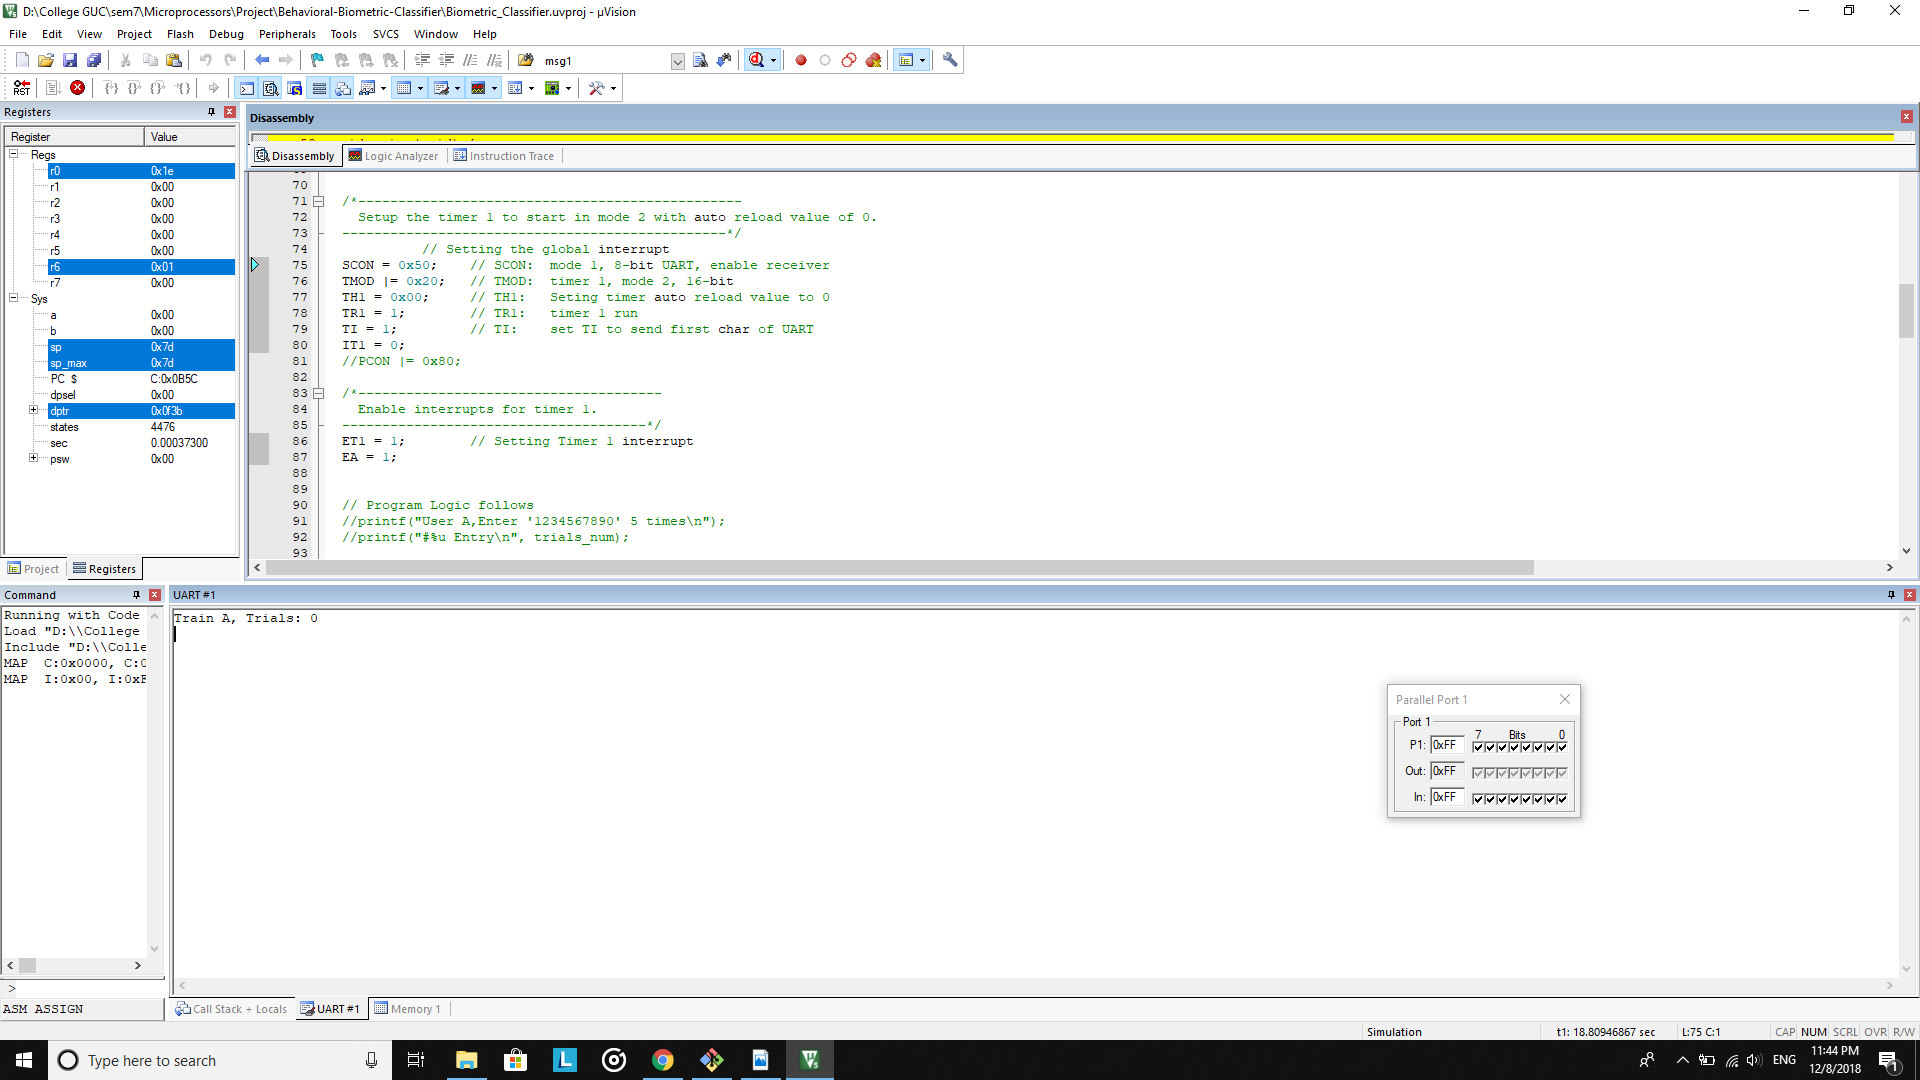 D:\College GUC\sem7\Microprocessors\Project\Behavioral-Biometric-Classifier\Biometric_Classifier.uvproj - µVision
File Edit View Project Flash Debug Peripherals Tools SVCS Window Help
msg1
RST
Registers
Register Value
Regs
r0 0x1e
r1 0x00
r2 0x00
r3 0x00
r4 0x00
r5 0x00
r6 0x01
r7 0x00
Sys
a 0x00
b 0x00
sp 0x7d
sp_max 0x7d
PC $ C:0x0B5C
dpsel 0x00
dptr 0x0f3b
states 4476
sec 0.00037300
psw 0x00
Project Registers
Disassembly
Disassembly Logic Analyzer Instruction Trace
70
71 /*------------------------------------------------
72 Setup the timer 1 to start in mode 2 with auto reload value of 0.
73 ------------------------------------------------*/
74 // Setting the global interrupt
75 SCON = 0x50; // SCON: mode 1, 8-bit UART, enable receiver
76 TMOD |= 0x20; // TMOD: timer 1, mode 2, 16-bit
77 TH1 = 0x00; // TH1: Seting timer auto reload value to 0
78 TR1 = 1; // TR1: timer 1 run
79 TI = 1; // TI: set TI to send first char of UART
80 IT1 = 0;
81 //PCON |= 0x80;
82
83 /*--------------------------------------
84 Enable interrupts for timer 1.
85 --------------------------------------*/
86 ET1 = 1; // Setting Timer 1 interrupt
87 EA = 1;
88
89
90 // Program Logic follows
91 //printf("User A,Enter '1234567890' 5 times\n");
92 //printf("#%u Entry\n", trials_num);
93
Command
Running with Code
Load "D:\\College
Include "D:\\Colle
MAP C:0x0000, C:0
MAP I:0x00, I:0xF
>
ASM ASSIGN
UART #1
Train A, Trials: 0
Parallel Port 1
Port 1
7 Bits 0
P1: 0xFF
Out: 0xFF
In: 0xFF
Call Stack + Locals UART #1 Memory 1
Simulation t1: 18.80946867 sec L:75 C:1 CAP NUM SCRL OVR R/W
Type here to search
L
ENG
11:44 PM
12/8/2018
1